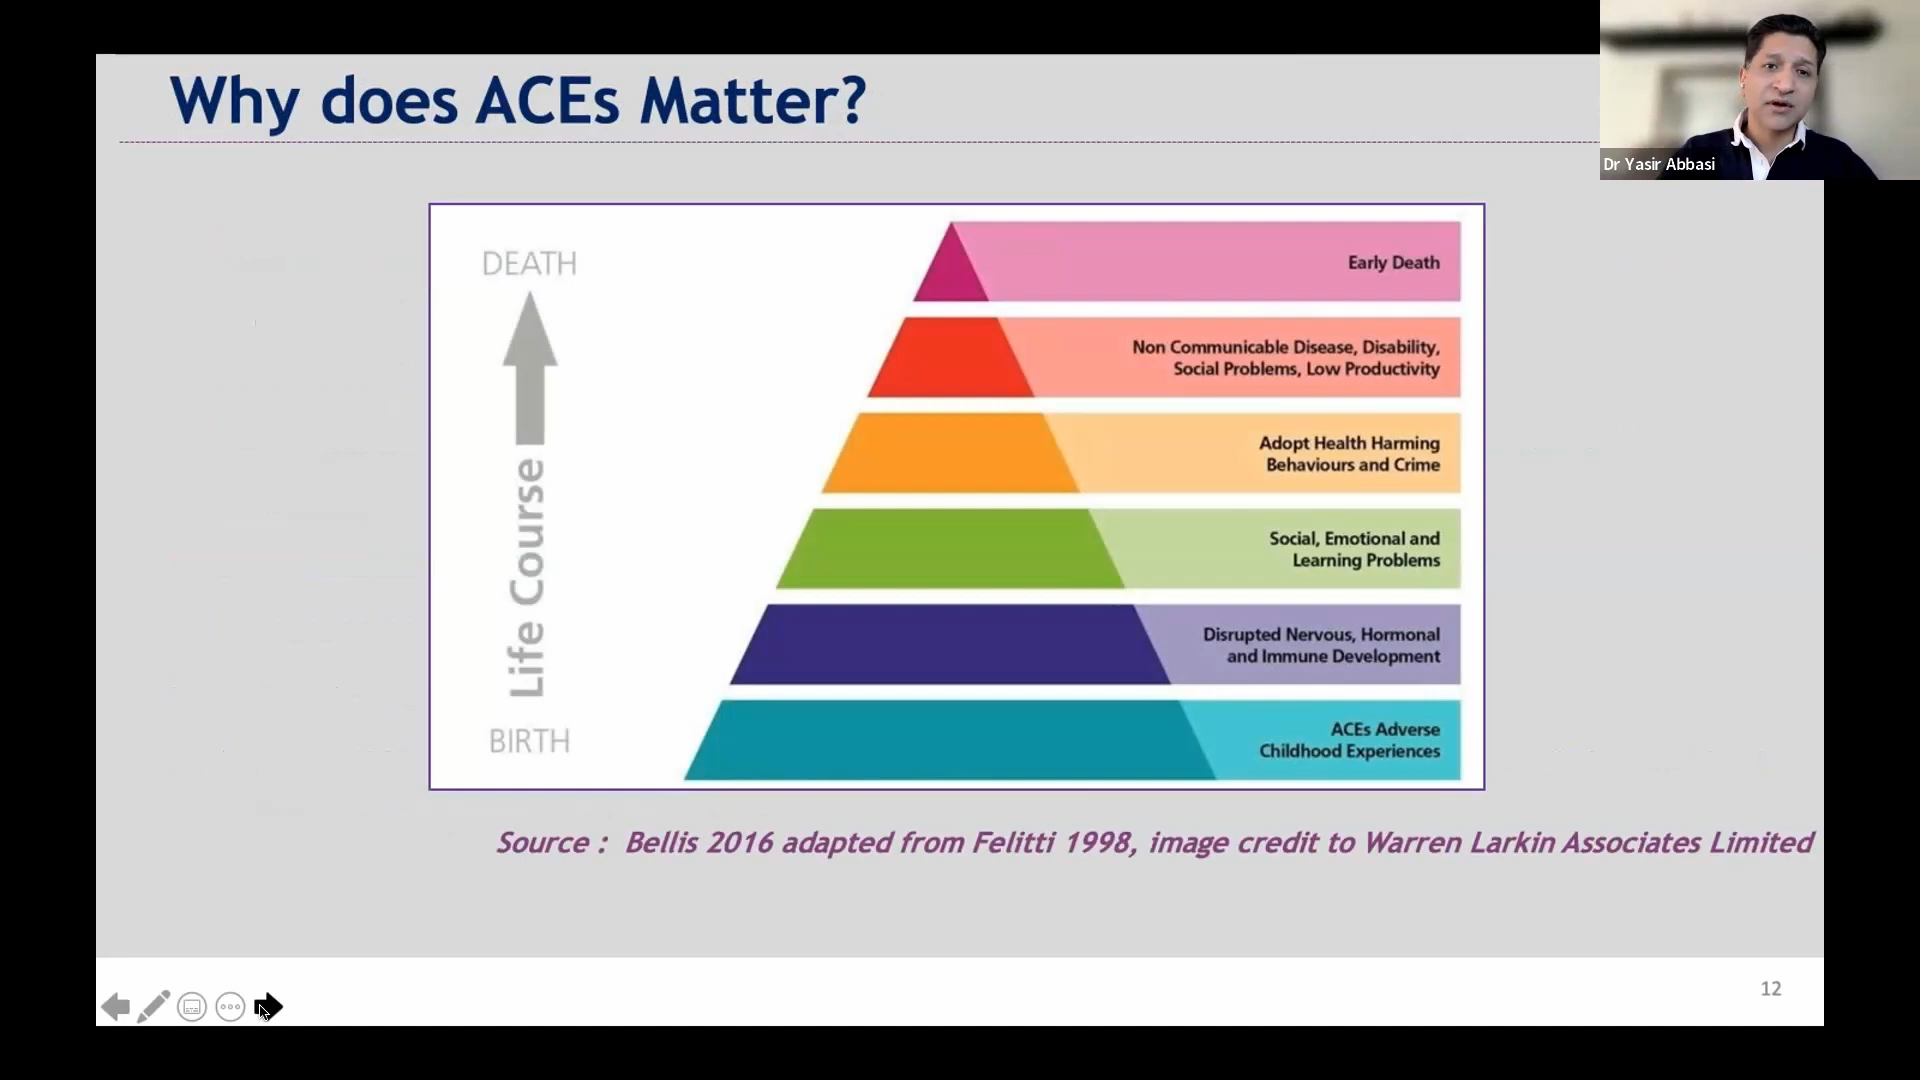 Why does ACEs Matter?
Dr Yasir Abbasi
DEATH
Life Course
BIRTH
Early Death
Non Communicable Disease, Disability,
Social Problems, Low Productivity
Adopt Health Harming
Behaviours and Crime
Social, Emotional and
Learning Problems
Disrupted Nervous, Hormonal
and Immune Development
ACEs Adverse
Childhood Experiences
Source : Bellis 2016 adapted from Felitti 1998, image credit to Warren Larkin Associates Limited
12